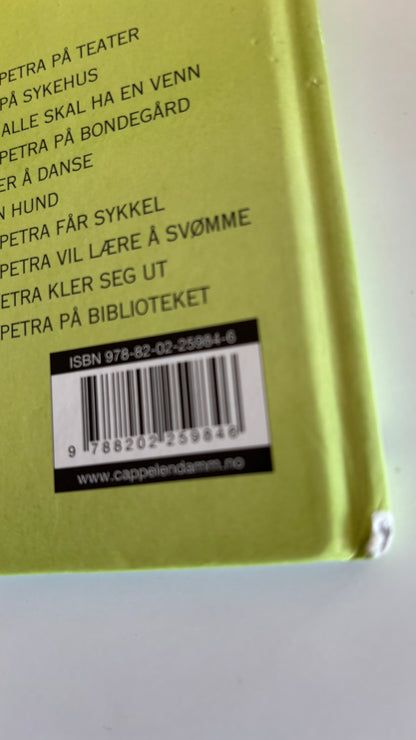 PETRA PÅ TEATER
PÅ SYKEHUS
ALLE SKAL HA EN VENN
PETRA PÅ BONDEGÅRD
Å DANSE
HUND
PETRA FÅR SYKKEL
PETRA VIL LÆRE Å SVØMME
ETRA KLER SEG UT
PETRA PÅ BIBLIOTEKET
ISBN 978-82-02-25984-6
9 788202 259846
www.cappelendamm.no